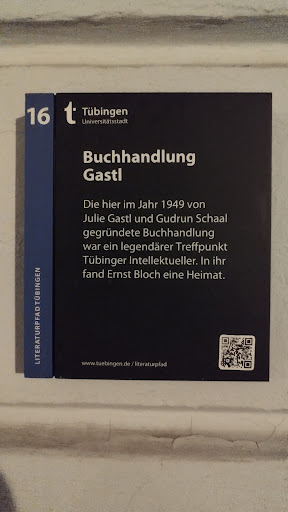 16
Tübingen
Universitätsstadt
Buchhandlung
Gastl
Die hier im Jahr 1949 von
Julie Gastl und Gudrun Schaal
gegründete Buchhandlung
war ein legendärer Treffpunkt
Tübinger Intellektueller. In ihr
fand Ernst Bloch eine Heimat.
LITERATURPFAD TÜBINGEN
www.tuebingen.de/literaturpfad